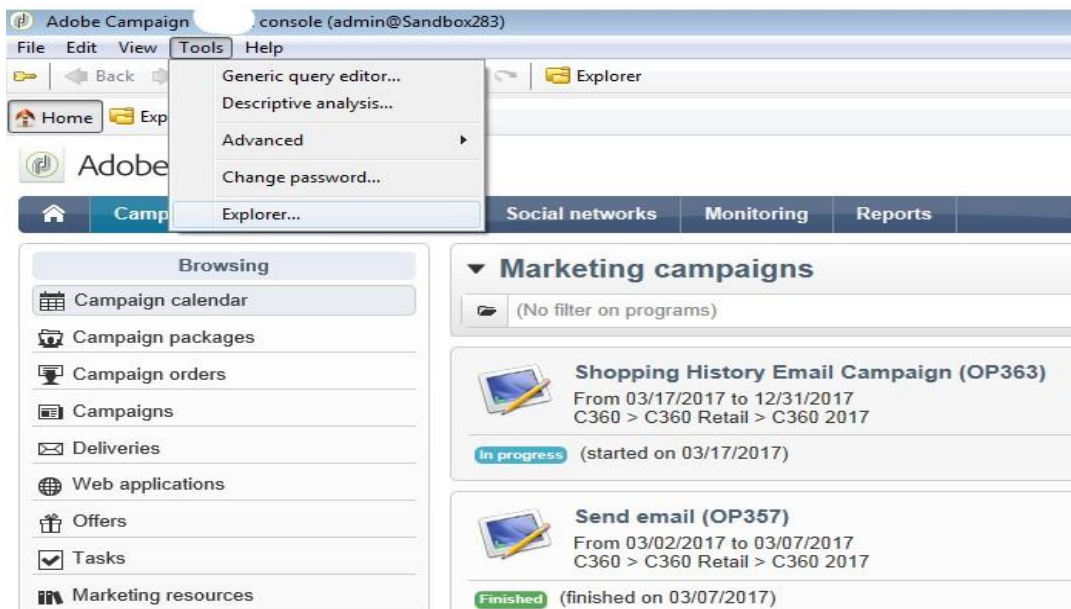 Adobe Campaign console (admin@Sandbox283)
File Edit View Tools Help
Back Explorer
Generic query editor...
Descriptive analysis...
Advanced
Change password...
Explorer...
Home Exp
Adobe
Camp Social networks Monitoring Reports
Browsing
Campaign calendar
Campaign packages
Campaign orders
Campaigns
Deliveries
Web applications
Offers
Tasks
Marketing resources
Marketing campaigns
(No filter on programs)
Shopping History Email Campaign (OP363)
From 03/17/2017 to 12/31/2017
C360 > C360 Retail > C360 2017
In progress (started on 03/17/2017)
Send email (OP357)
From 03/02/2017 to 03/07/2017
C360 > C360 Retail > C360 2017
Finished (finished on 03/07/2017)